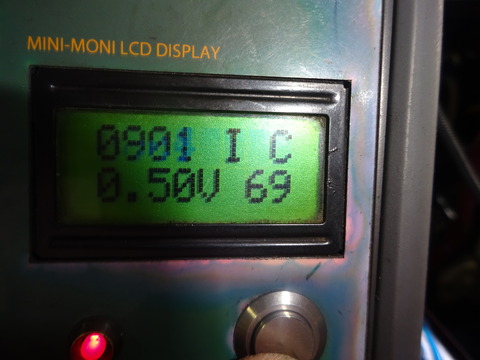 MINI-MONI LCD DISPLAY
0901 I C
0.50V 69